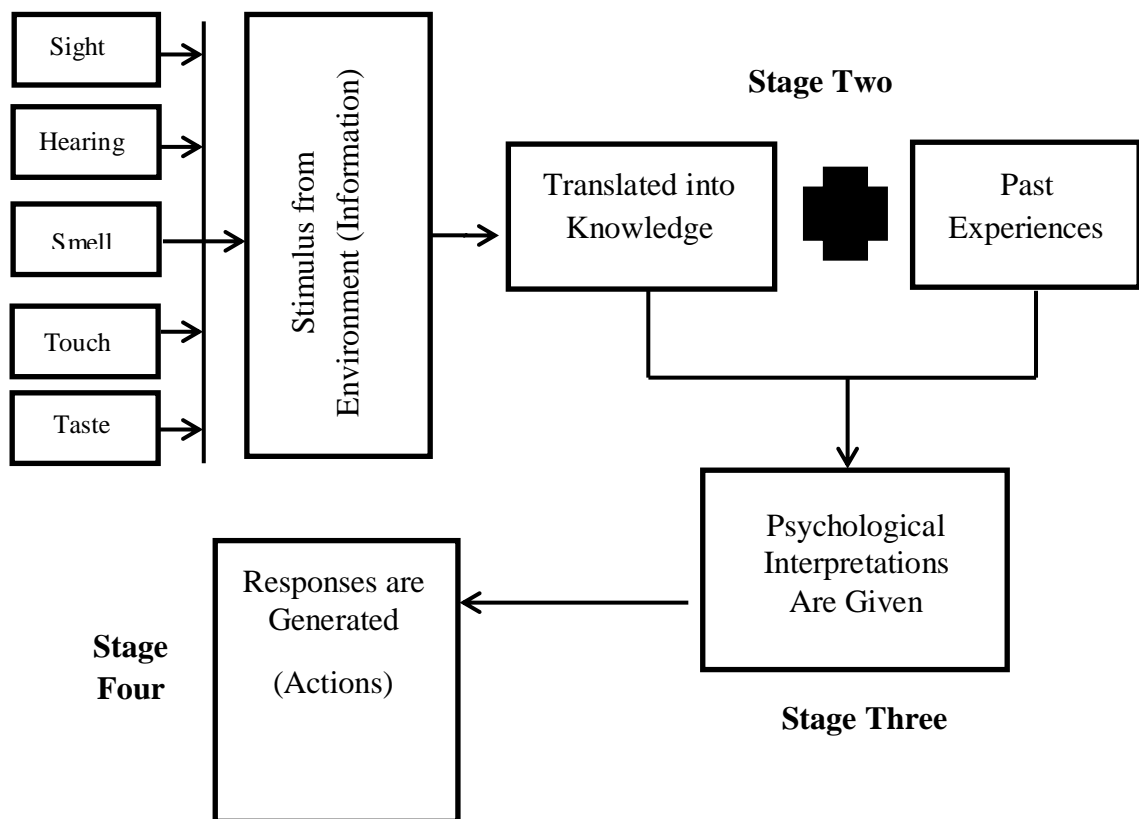 Sight
Hearing
Smell
Touch
Taste
Stimulus from
Environment (Information)
Stage Two
Translated into
Knowledge
Past
Experiences
Psychological
Interpretations
Are Given
Stage Three
Responses are
Generated
(Actions)
Stage
Four